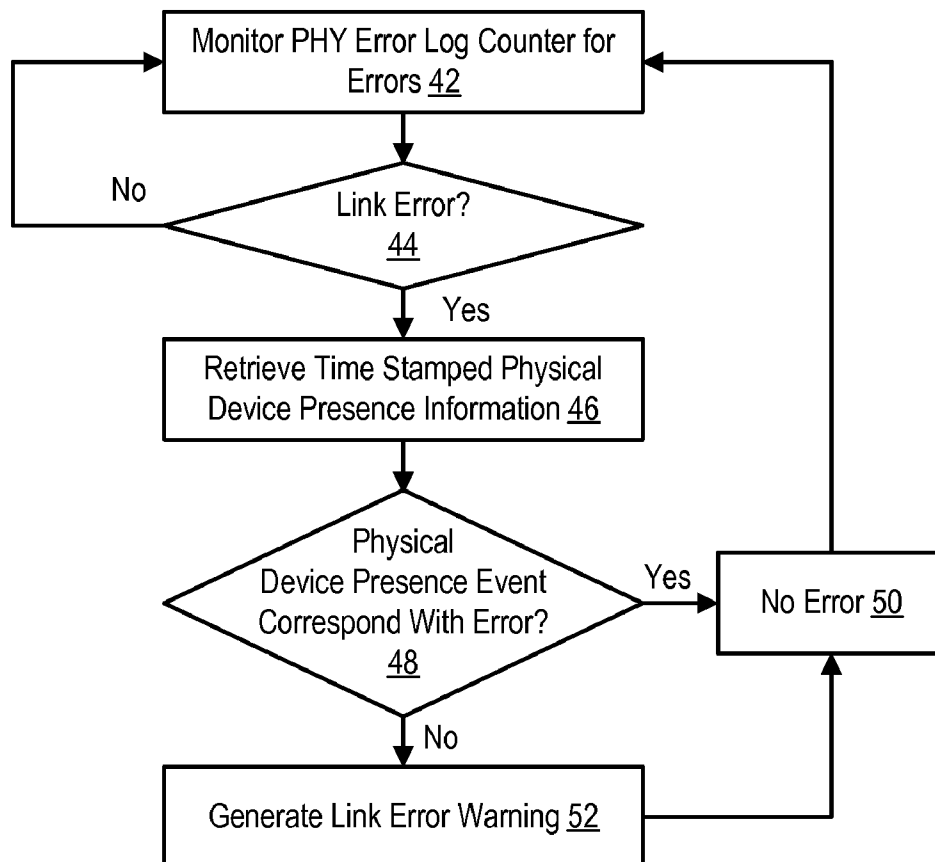 Monitor PHY Error Log Counter for
Errors 42
No
Link Error?
44
Yes
Retrieve Time Stamped Physical
Device Presence Information 46
Physical
Device Presence Event
Correspond With Error?
48
Yes
No Error 50
No
Generate Link Error Warning 52